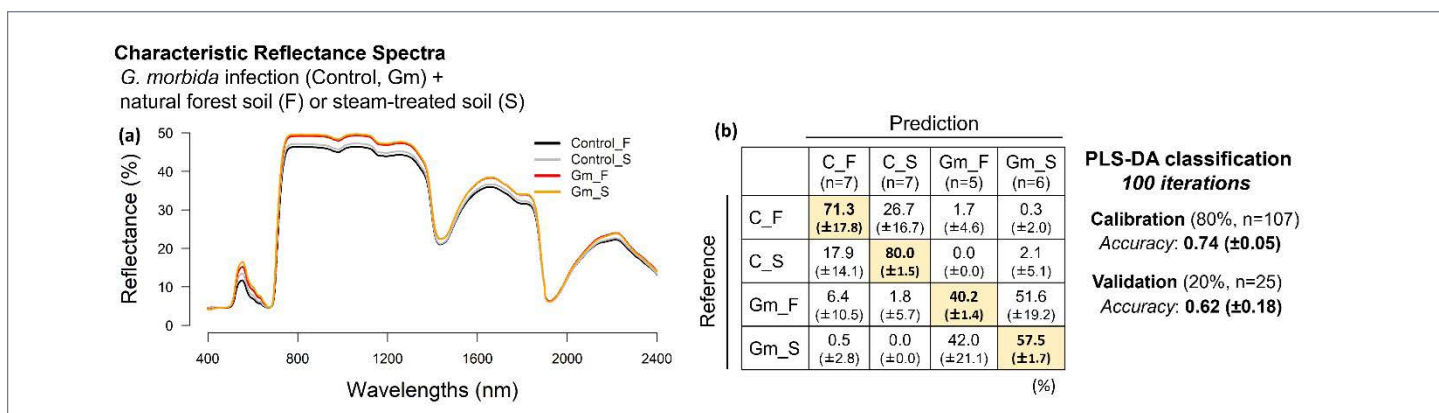 Characteristic Reflectance Spectra
G. morbida infection (Control, Gm) +
natural forest soil (F) or steam-treated soil (S)
(a)
Reflectance (%)
50
40
30
20
10
0
400
800
1200
1600
2000
2400
Wavelengths (nm)
Control_F
Control_S
Gm_F
Gm_S
(b)
Prediction
C_F C_S Gm_F Gm_S
(n=7) (n=7) (n=5) (n=6)
Reference
C_F 71.3 26.7 1.7 0.3
(±17.8) (±16.7) (±4.6) (±2.0)
C_S 17.9 80.0 0.0 2.1
(±14.1) (±1.5) (±0.0) (±5.1)
Gm_F 6.4 1.8 40.2 51.6
(±10.5) (±5.7) (±1.4) (±19.2)
Gm_S 0.5 0.0 42.0 57.5
(±2.8) (±0.0) (±21.1) (±1.7)
(%)
PLS-DA classification
100 iterations
Calibration (80%, n=107)
Accuracy: 0.74 (±0.05)
Validation (20%, n=25)
Accuracy: 0.62 (±0.18)